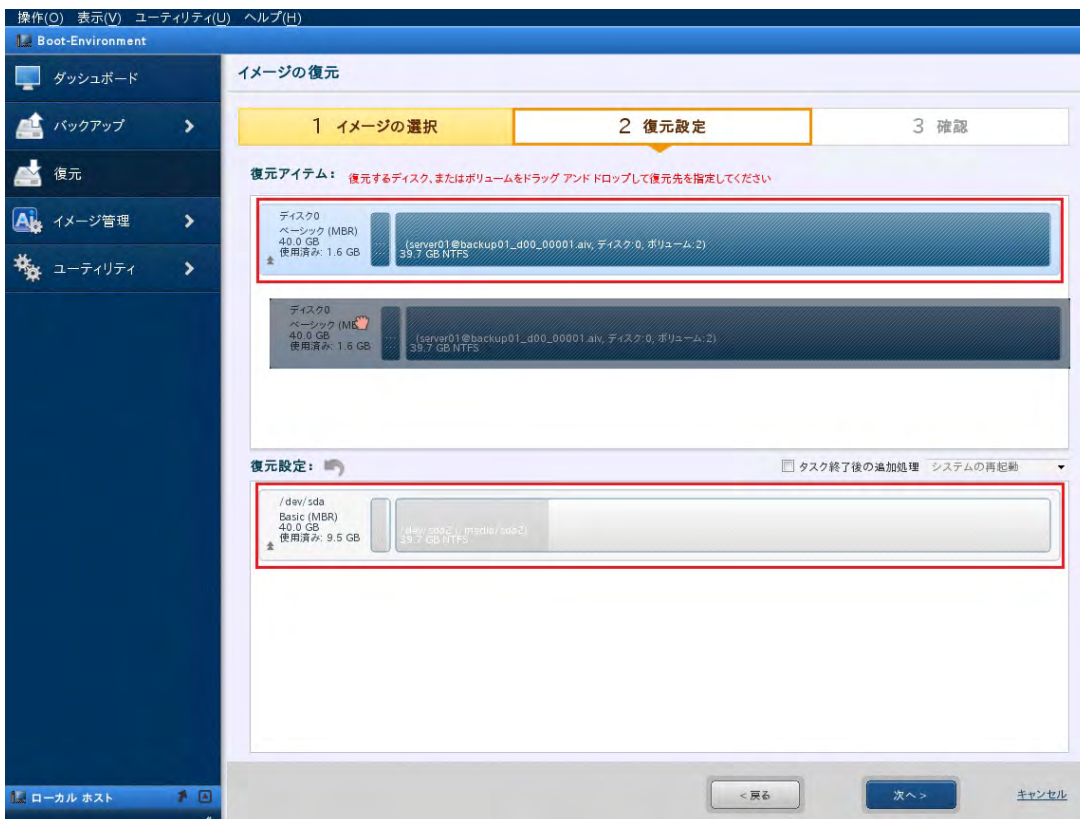 操作(O) 表示(V) ユーティリティ(U) ヘルプ(H)
Boot-Environment
ダッシュボード
バックアップ
復元
イメージ管理
ユーティリティ
イメージの復元
1 イメージの選択
2 復元設定
3 確認
復元アイテム: 復元するディスク、またはボリュームをドラッグ アンド ドロップして復元先を指定してください
ディスク0
ベーシック (MBR)
40.0 GB
使用済み: 1.6 GB
(server01@backup01_d00_00001.aiv, ディスク:0, ボリューム:2)
39.7 GB NTFS
ディスク0
ベーシック (MB
40.0 GB
使用済み: 1.6 GB
(server01@backup01_d00_00001.aiv, ディスク:0, ボリューム:2)
39.7 GB NTFS
復元設定:
タスク終了後の追加処理 システムの再起動
/dev/sda
Basic (MBR)
40.0 GB
使用済み: 9.5 GB
/dev/sda2 (/media/sda2)
39.7 GB NTFS
ローカル ホスト
<戻る
次へ>
キャンセル